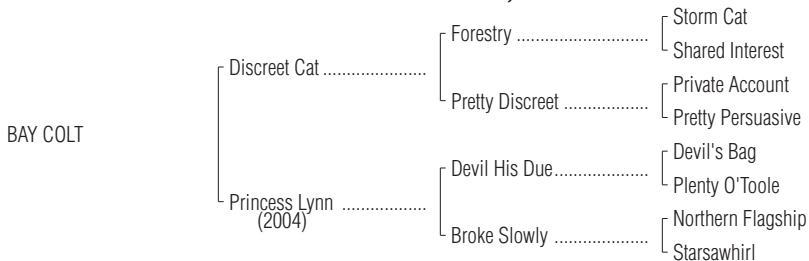 Storm Cat
Forestry ..........................
Shared Interest
Discreet Cat .....................
Private Account
Pretty Discreet .................
Pretty Persuasive
BAY COLT
Devil's Bag
Devil His Due...................
Plenty O'Toole
Princess Lynn .................
(2004)
Northern Flagship
Broke Slowly ...................
Starsawhirl